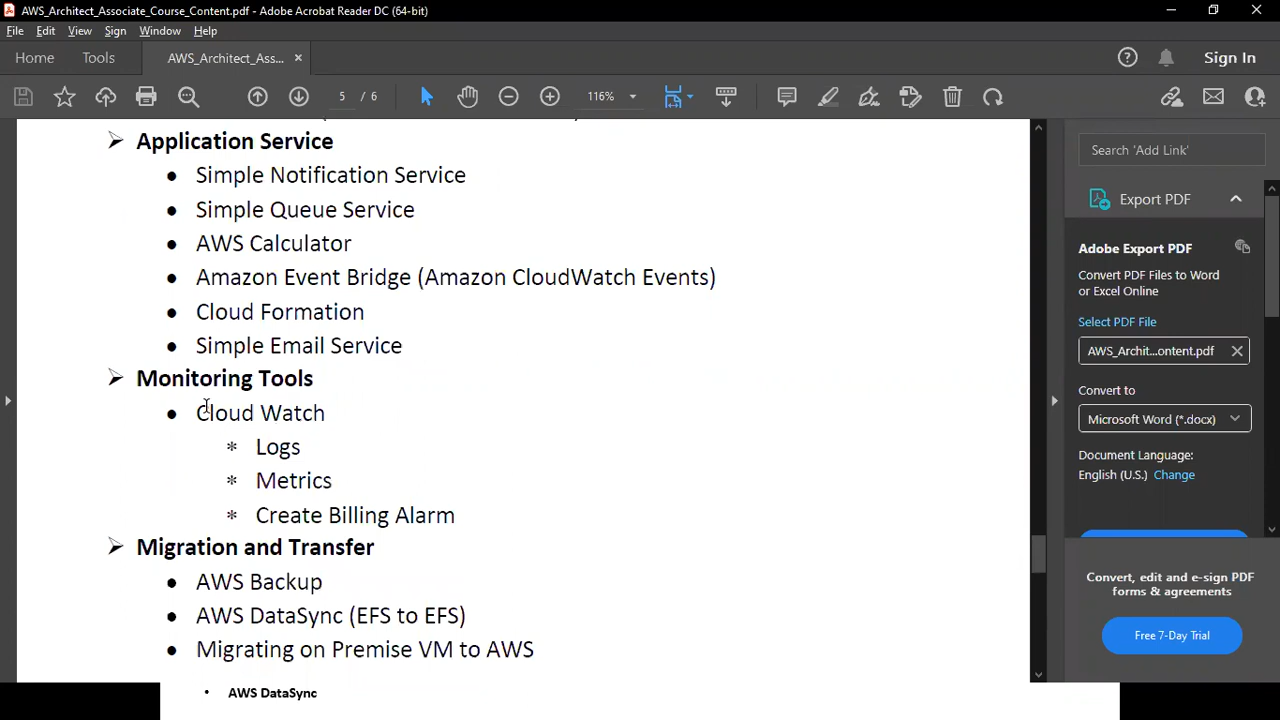 AWS_Architect_Associate_Course_Content.pdf - Adobe Acrobat Reader DC (64-bit)
File Edit View Sign Window Help
Home Tools AWS_Architect_Ass... × Sign In
5 / 6 116%
➢ Application Service
• Simple Notification Service
• Simple Queue Service
• AWS Calculator
• Amazon Event Bridge (Amazon CloudWatch Events)
• Cloud Formation
• Simple Email Service
➢ Monitoring Tools
• Cloud Watch
* Logs
* Metrics
* Create Billing Alarm
➢ Migration and Transfer
• AWS Backup
• AWS DataSync (EFS to EFS)
• Migrating on Premise VM to AWS
• AWS DataSync
Search 'Add Link'
Export PDF
Adobe Export PDF
Convert PDF Files to Word
or Excel Online
Select PDF File
AWS_Archit...ontent.pdf
Convert to
Microsoft Word (*.docx)
Document Language:
English (U.S.) Change
Convert, edit and e-sign PDF
forms & agreements
Free 7-Day Trial